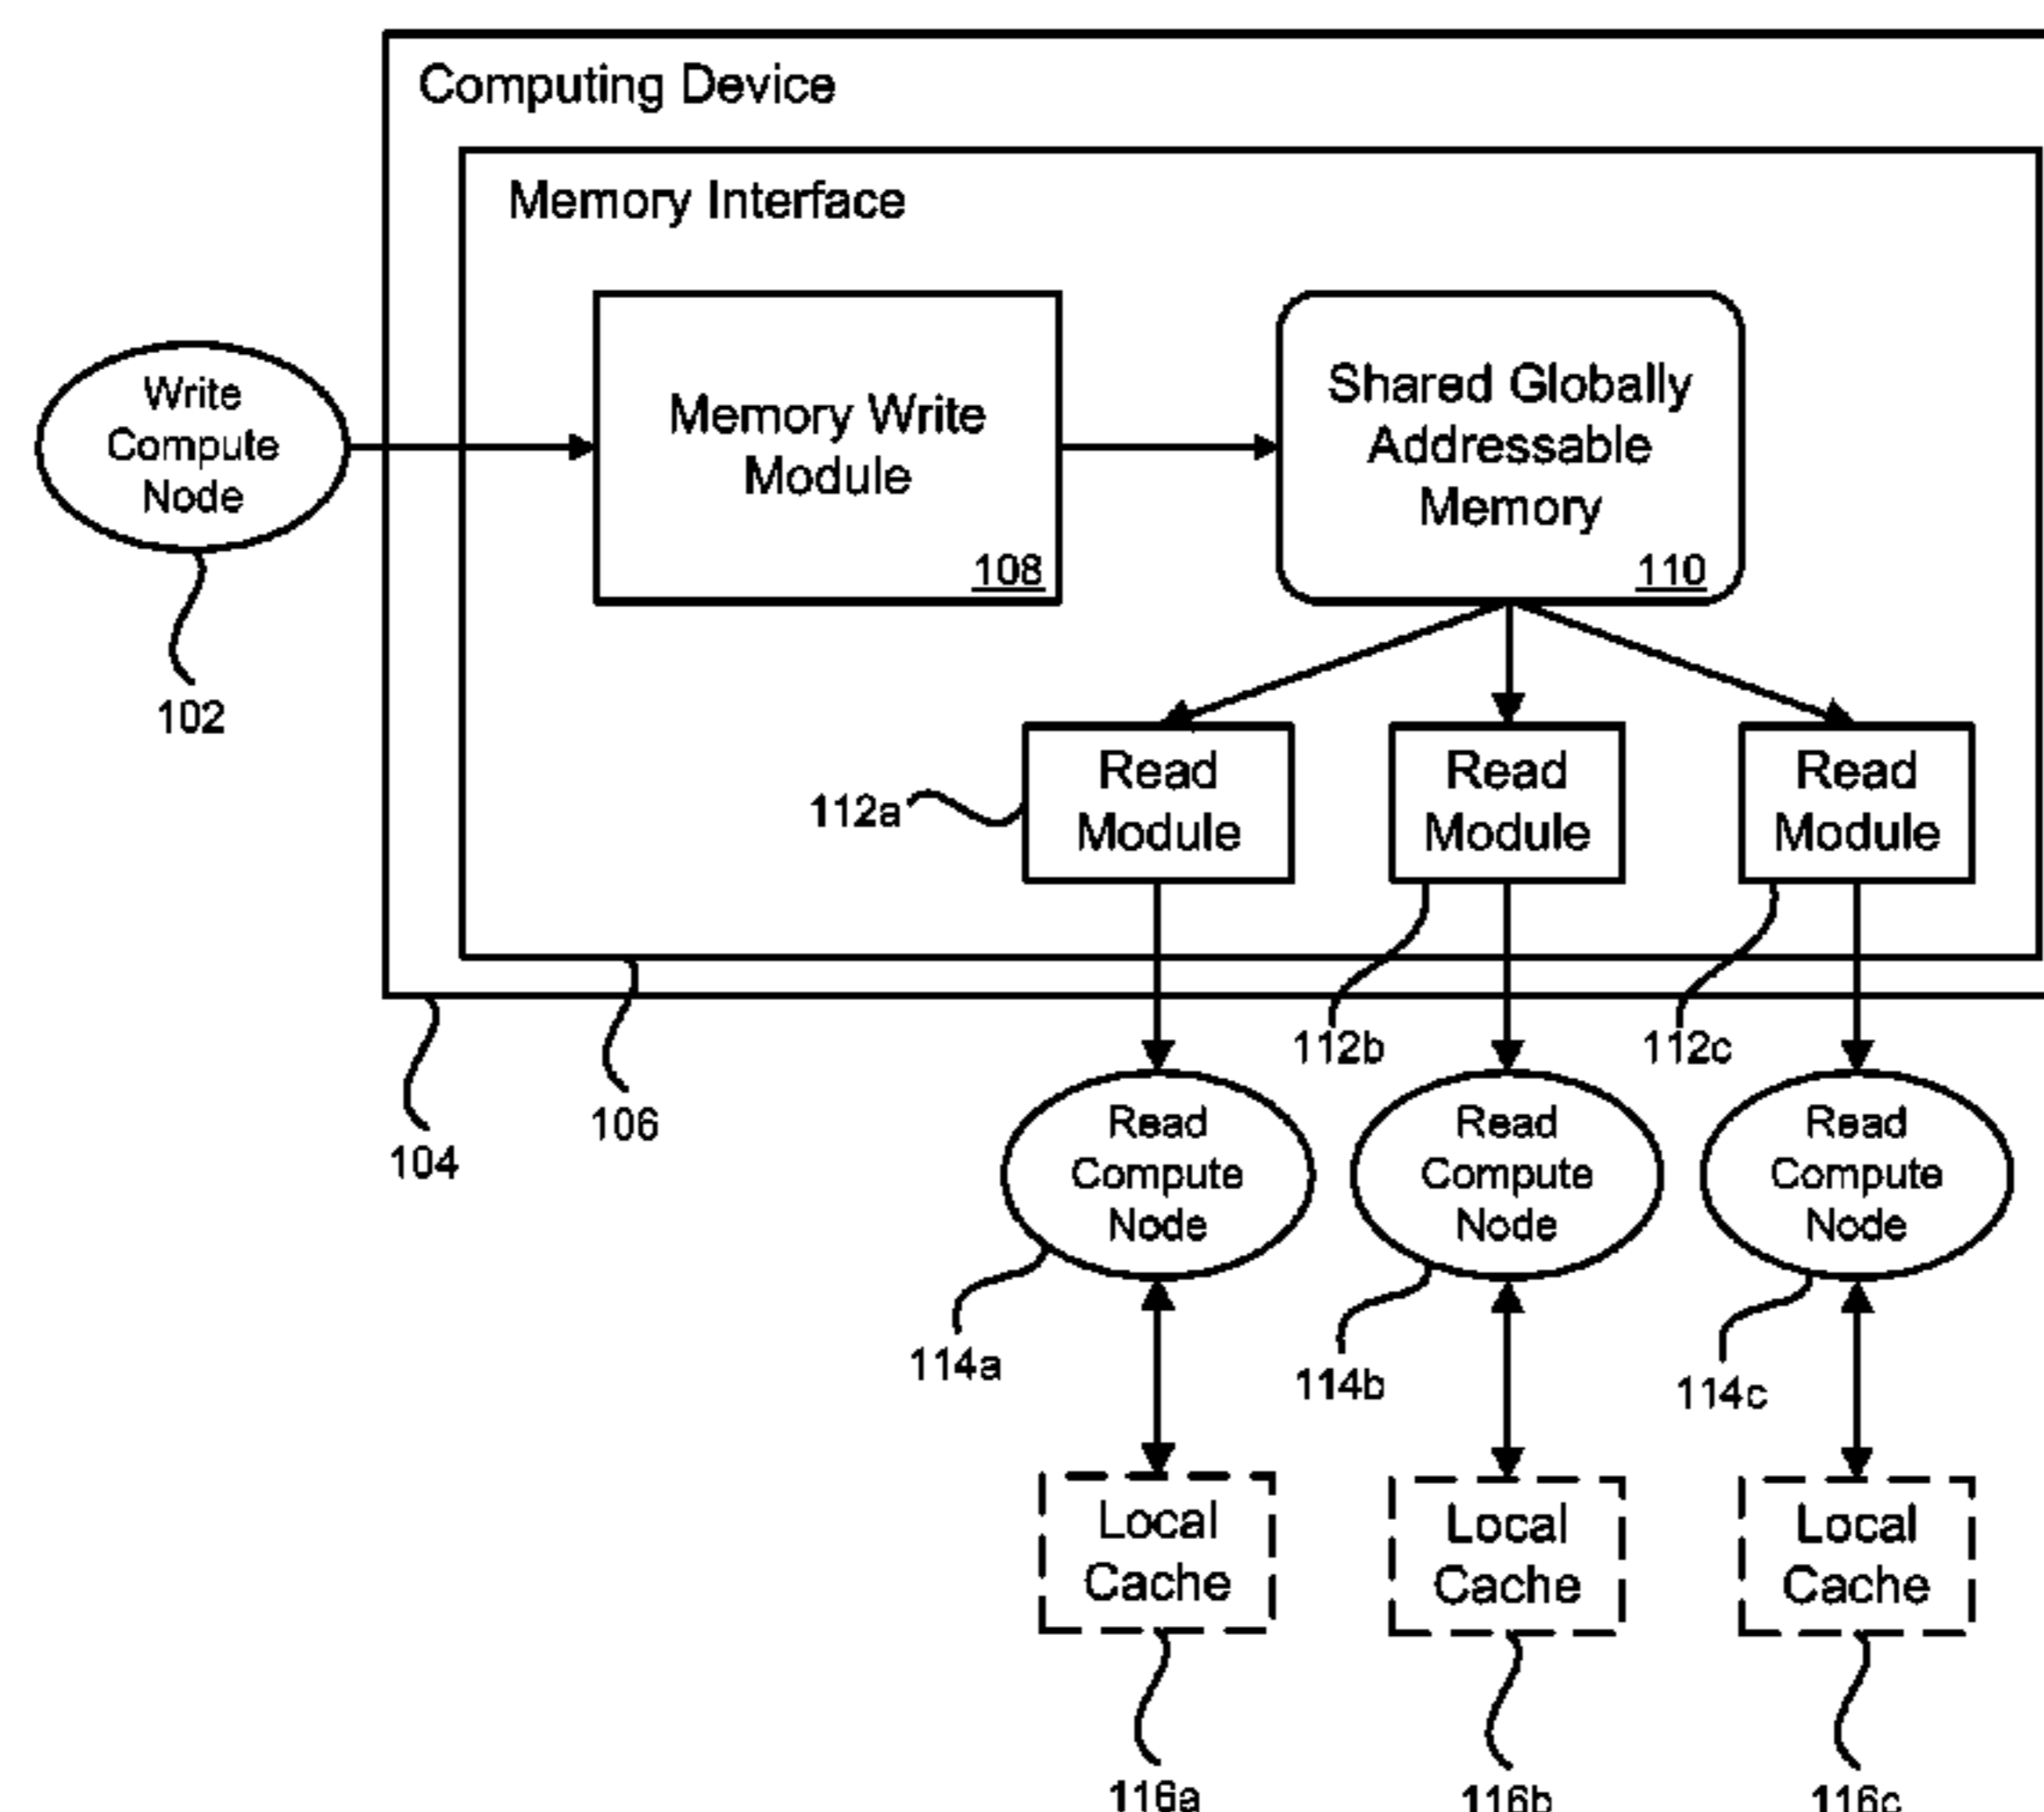 Computing Device
Memory Interface
Write
Compute
Node
Memory Write
Module
108
Shared Globally
Addressable
Memory
110
102
Read
Module
Read
Module
Read
Module
112a
112b
112c
104
106
Read
Compute
Node
Read
Compute
Node
Read
Compute
Node
114a
114b
114c
Local
Cache
Local
Cache
Local
Cache
116a
116b
116c